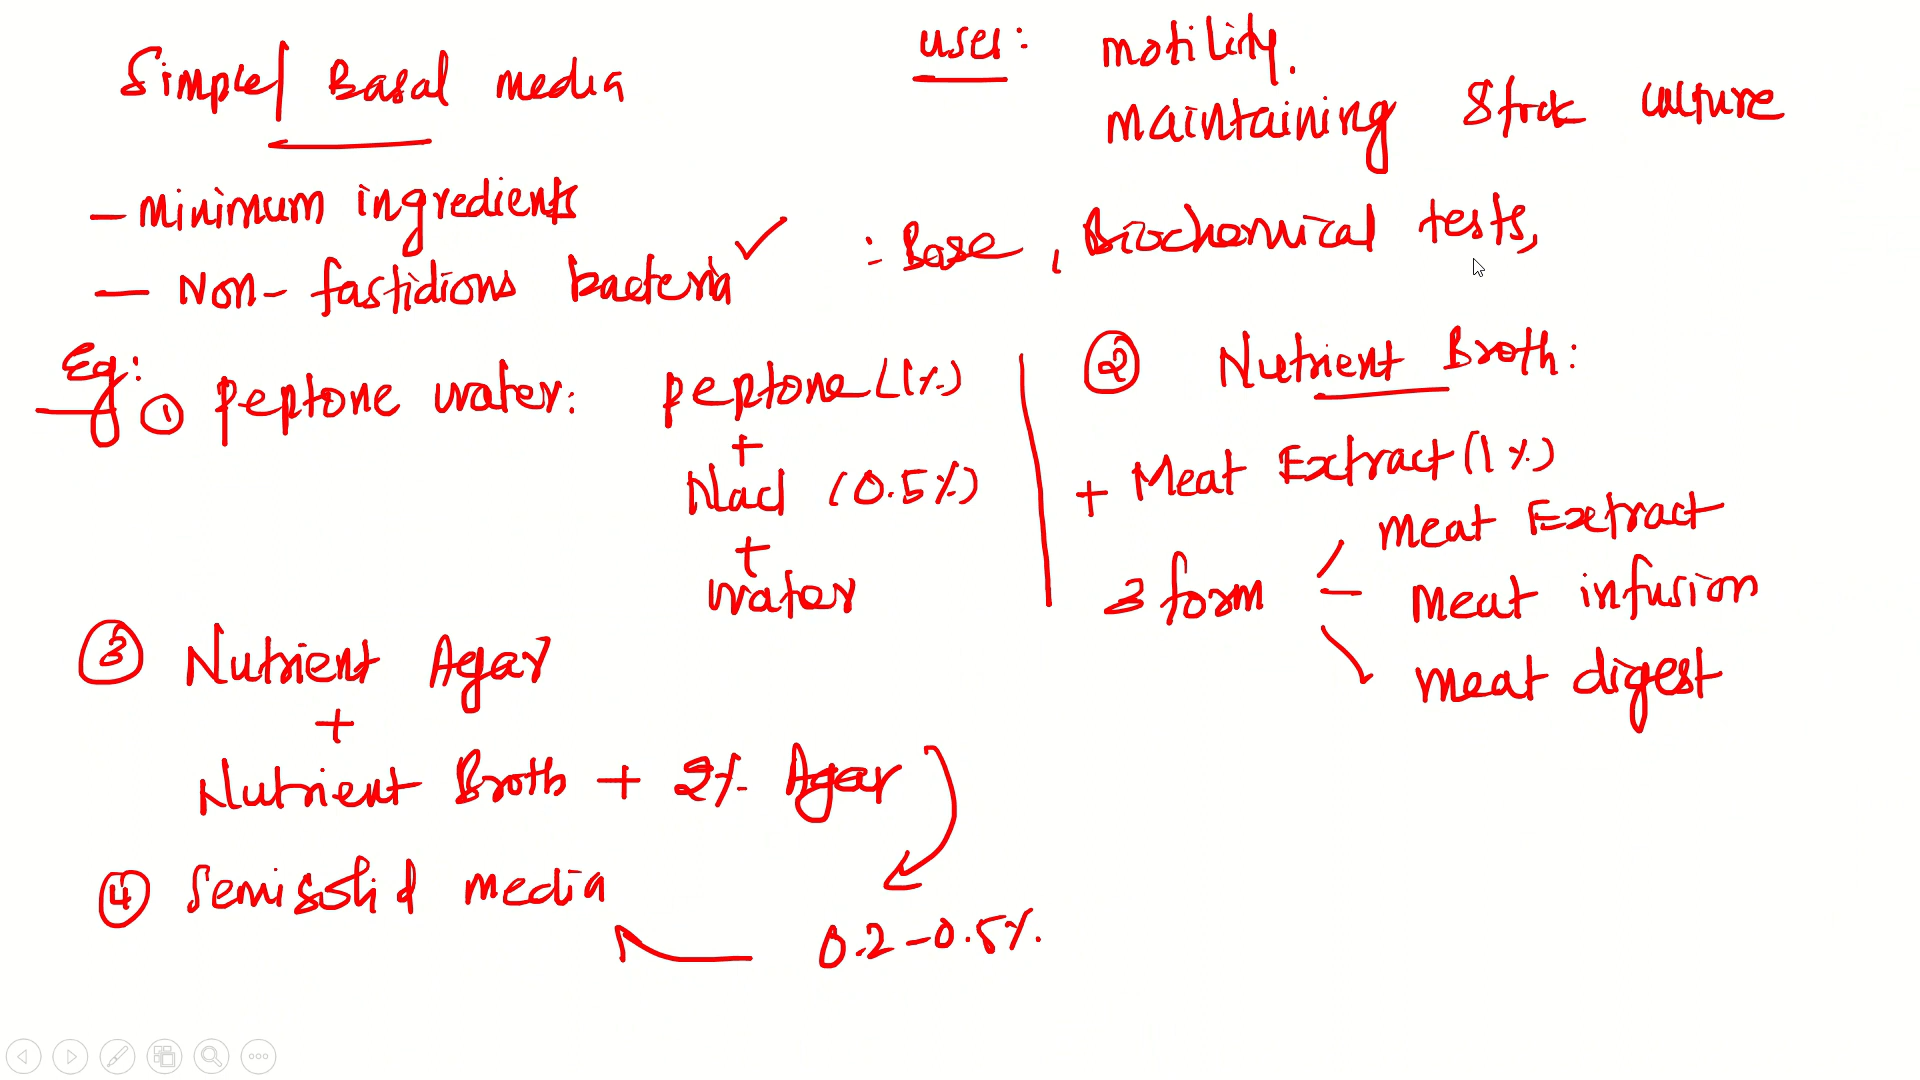 Simple/ Basal media
- Minimum ingredients
- Non-fastidious bacteria ✓
uses: motility.
maintaining stock culture
: Base, Biochemical tests,
Eg:
① Peptone water: peptone (1%)
+
Nacl (0.5%)
+
water
② Nutrient Broth:
+ Meat Extract (1%)
3 form
Meat Extract
Meat infusion
Meat digest
③ Nutrient Agar
+
Nutrient Broth + 2% Agar
④ Semisolid media
0.2-0.5%.